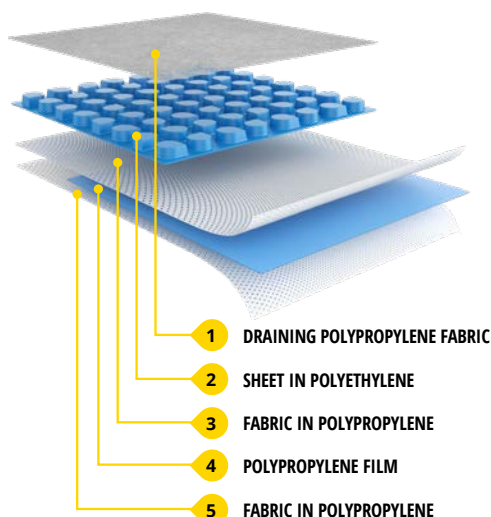 1 DRAINING POLYPROPYLENE FABRIC
2 SHEET IN POLYETHYLENE
3 FABRIC IN POLYPROPYLENE
4 POLYPROPYLENE FILM
5 FABRIC IN POLYPROPYLENE